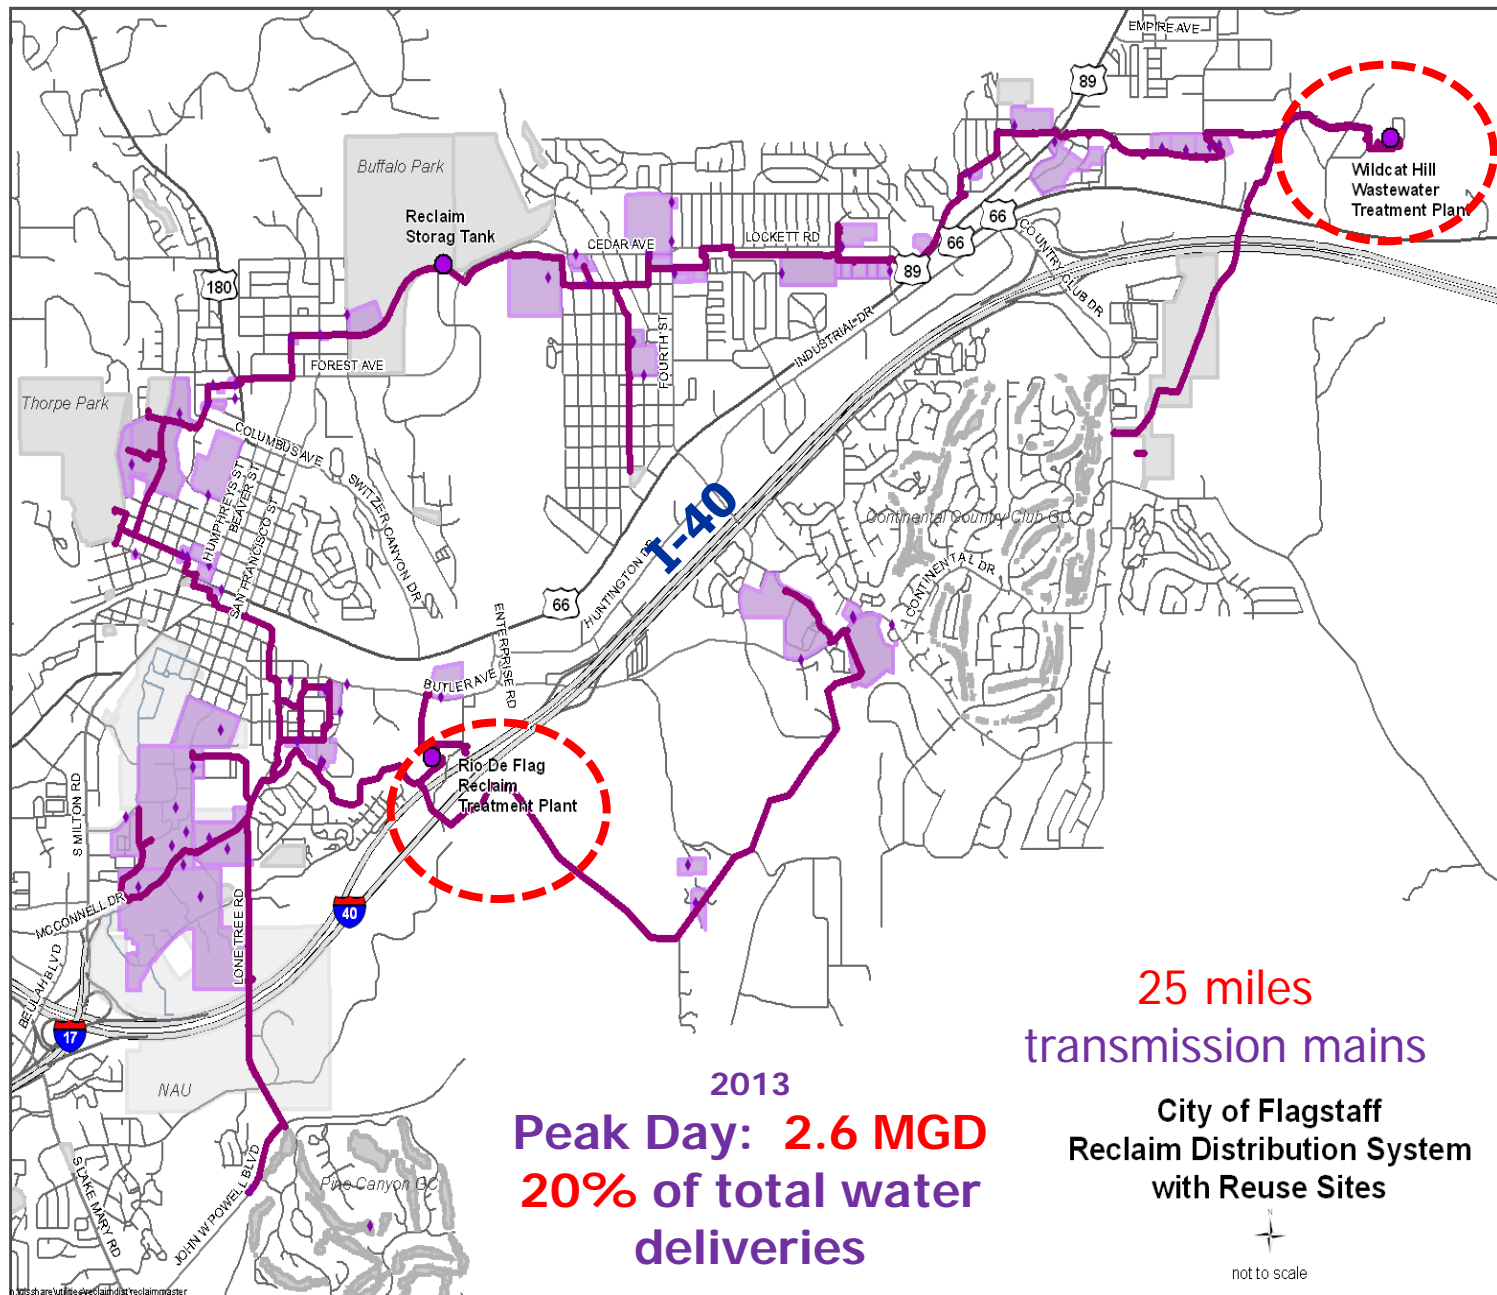 EMPIRE AVE
89
Buffalo Park
Wildcat Hill
Wastewater
Treatment Plant
Reclaim
Storag Tank
CEDAR AVE
LOCKETT RD
66
66
89
COUNTRY CLUB DR
180
INDUSTRIAL DR
FOURTH ST
FOREST AVE
Thorpe Park
COLUMBUS AVE
SWITZER CANYON DR
HUMPHREYS ST
BEAVER ST
SAN FRANCISCO ST
I-40
Continental Country Club GC
CONTINENTAL DR
HUNTINGTON DR
66
ENTERPRISE RD
BUTLER AVE
S MILTON RD
Rio De Flag
Reclaim
Treatment Plant
MCCONNELL DR
LONE TREE RD
40
BEULAH BLVD
17
NAU
25 miles
transmission mains
2013
Peak Day: 2.6 MGD
20% of total water
deliveries
City of Flagstaff
Reclaim Distribution System
with Reuse Sites
N
not to scale
S LAKE MARY RD
JOHN W POWELL BLVD
Pine Canyon GC